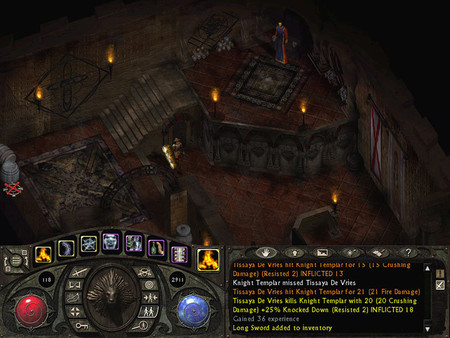 118
2911
Tissaya De Vries hit Knight Templar for 15 (15 Crushing
Damage) (Resisted 2) INFLICTED 13
Knight Templar missed Tissaya De Vries
Tissaya De Vries hit Knight Templar for 21 (21 Fire Damage)
Tissaya De Vries kills Knight Templar with 20 (20 Crushing
Damage) +25% Knocked Down (Resisted 2) INFLICTED 18
Gained 36 experience
Long Sword added to inventory
?